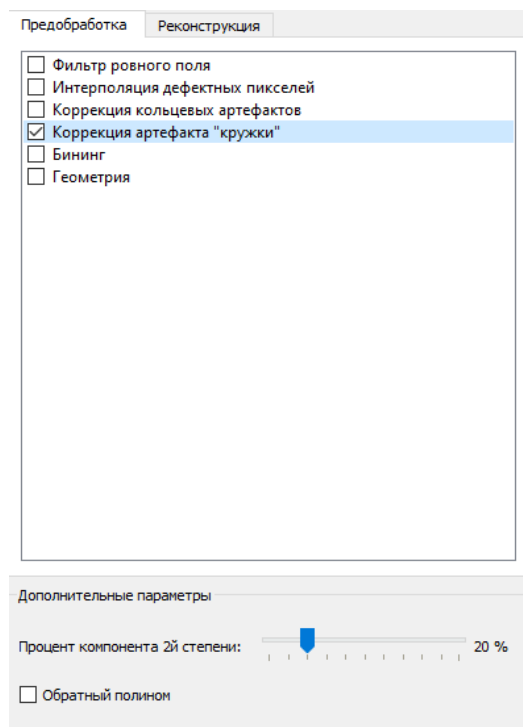 Предобработка Реконструкция
Фильтр ровного поля
Интерполяция дефектных пикселей
Коррекция кольцевых артефактов
Коррекция артефакта "кружки"
Бининг
Геометрия
Дополнительные параметры
Процент компонента 2й степени: 20 %
Обратный полином